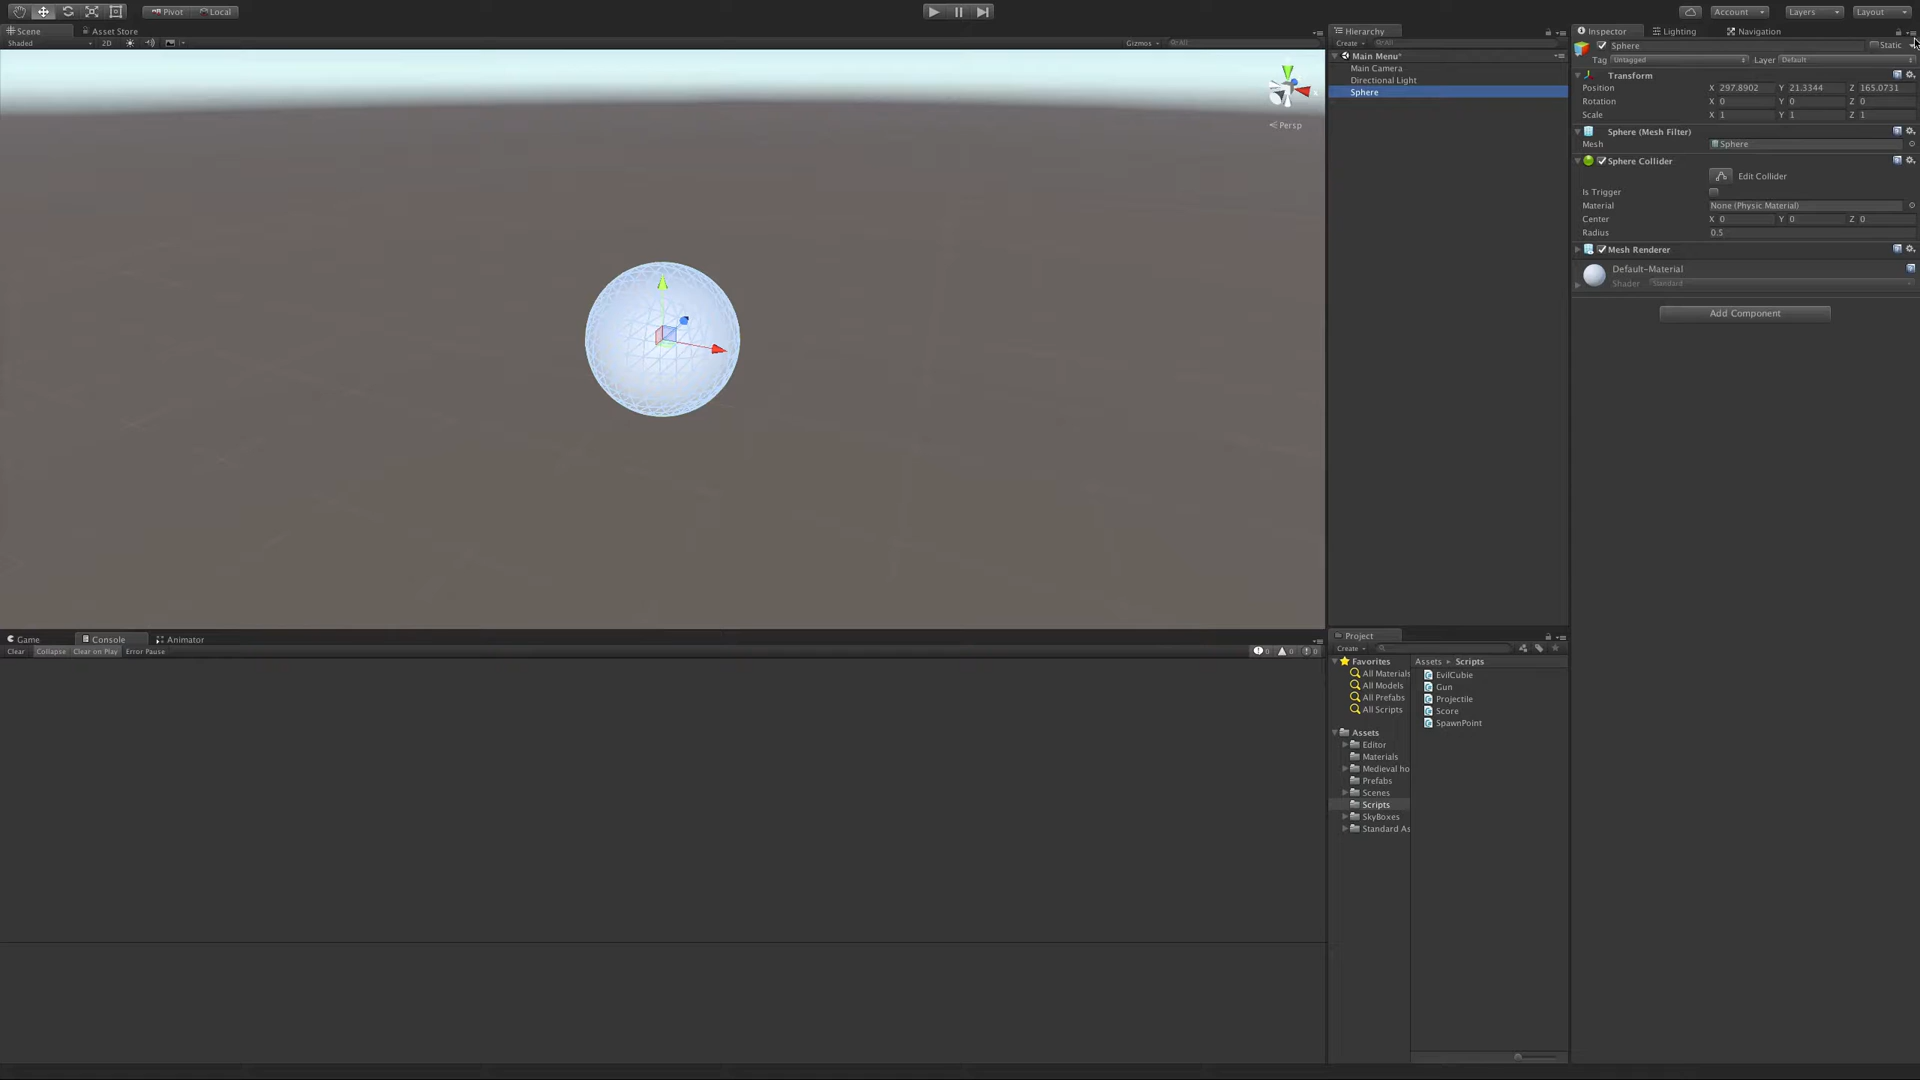 Pivot Local Account Layers Layout
Scene Asset Store
Shaded 2D Gizmos All
Persp
Hierarchy
Create All
Main Menu*
Main Camera
Directional Light
Sphere
Inspector Lighting Navigation
Sphere Static
Tag Untagged Layer Default
Transform
Position X 297.8902 Y 21.3344 Z 165.0731
Rotation X 0 Y 0 Z 0
Scale X 1 Y 1 Z 1
Sphere (Mesh Filter)
Mesh Sphere
Sphere Collider
Edit Collider
Is Trigger
Material None (Physic Material)
Center X 0 Y 0 Z 0
Radius 0.5
Mesh Renderer
Default-Material
Shader Standard
Add Component
Game Console Animator
Clear Collapse Clear on Play Error Pause 0 0 0
Project
Create
Favorites
All Materials
All Models
All Prefabs
All Scripts
Assets
Editor
Materials
Medieval ho
Prefabs
Scenes
Scripts
SkyBoxes
Standard As
Assets ▸ Scripts
EvilCubie
Gun
Projectile
Score
SpawnPoint